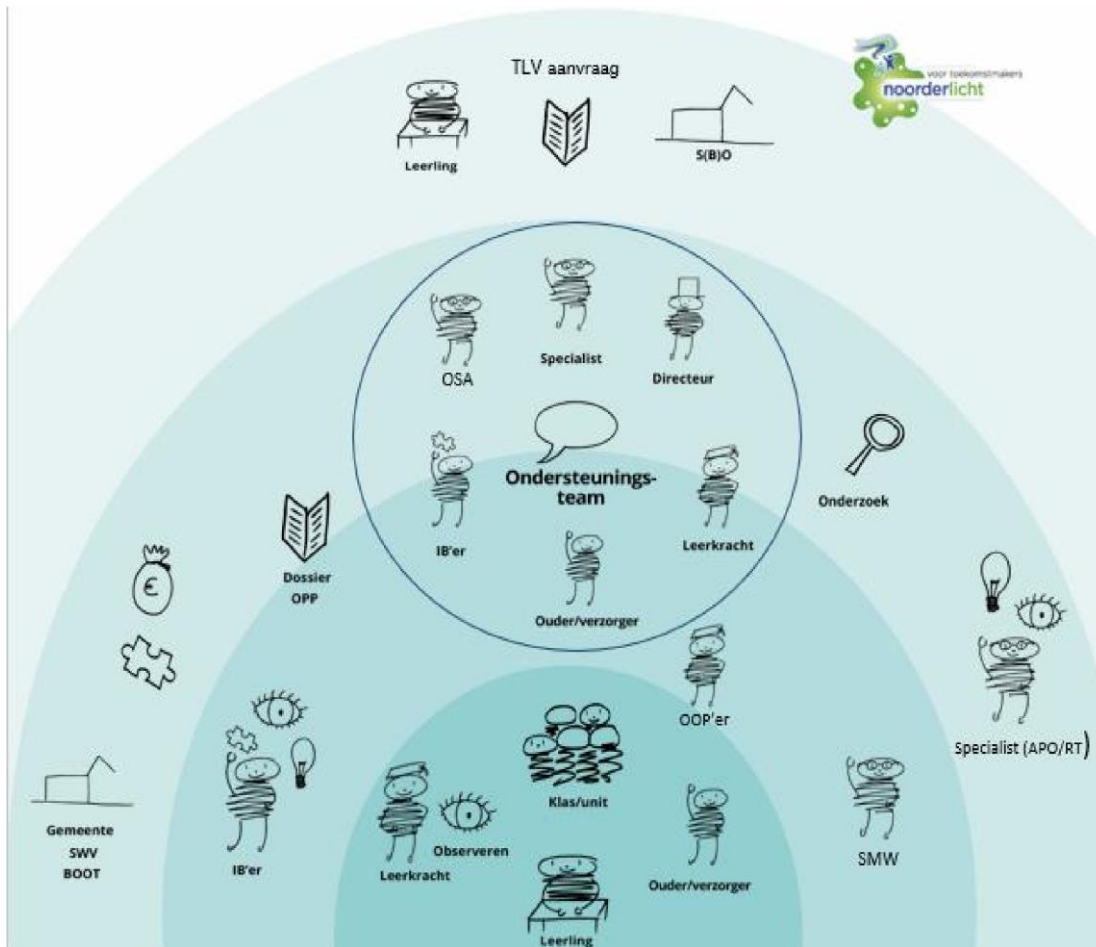 TLV aanvraag
voor toekomstmakers
noorderlicht
Leerling
S(B)O
OSA
Specialist
Directeur
Ondersteunings-
team
IB'er
Leerkracht
Ouder/verzorger
Onderzoek
Dossier
OPP
€
OOP'er
Specialist (APO/RT)
Klas/unit
Gemeente
SWV
BOOT
IB'er
Leerkracht
Observeren
Ouder/verzorger
SMW
Leerling